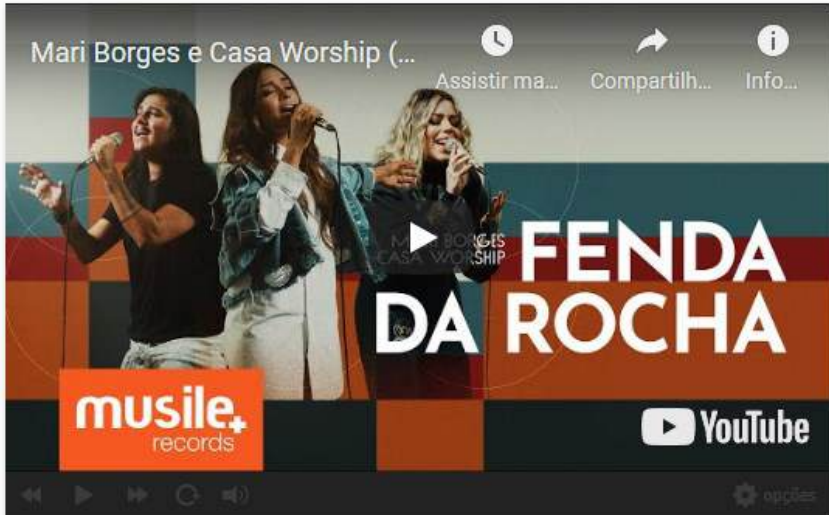 Mari Borges e Casa Worship (...
Assistir ma...
Compartilh...
Info...
MARI BORGES
CASA WORSHIP
FENDA
DA ROCHA
musile+
records
YouTube
opções